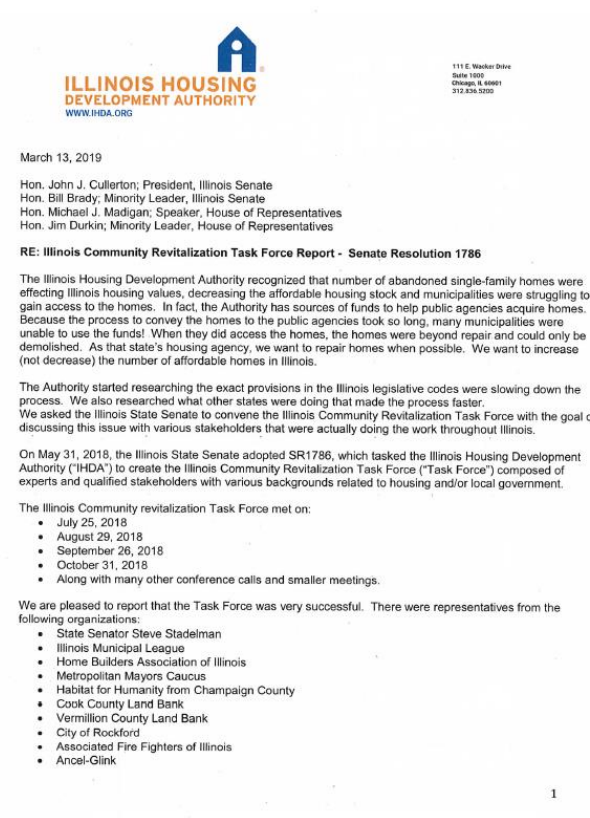 ILLINOIS HOUSING
DEVELOPMENT AUTHORITY
WWW.IHDA.ORG
111 E. Wacker Drive
Suite 1000
Chicago, IL 60601
312.836.5200
March 13, 2019
Hon. John J. Cullerton; President, Illinois Senate
Hon. Bill Brady; Minority Leader, Illinois Senate
Hon. Michael J. Madigan; Speaker, House of Representatives
Hon. Jim Durkin; Minority Leader, House of Representatives
RE: Illinois Community Revitalization Task Force Report - Senate Resolution 1786
The Illinois Housing Development Authority recognized that number of abandoned single-family homes were
effecting Illinois housing values, decreasing the affordable housing stock and municipalities were struggling to
gain access to the homes. In fact, the Authority has sources of funds to help public agencies acquire homes.
Because the process to convey the homes to the public agencies took so long, many municipalities were
unable to use the funds! When they did access the homes, the homes were beyond repair and could only be
demolished. As that state's housing agency, we want to repair homes when possible. We want to increase
(not decrease) the number of affordable homes in Illinois.
The Authority started researching the exact provisions in the Illinois legislative codes were slowing down the
process. We also researched what other states were doing that made the process faster.
We asked the Illinois State Senate to convene the Illinois Community Revitalization Task Force with the goal o
discussing this issue with various stakeholders that were actually doing the work throughout Illinois.
On May 31, 2018, the Illinois State Senate adopted SR1786, which tasked the Illinois Housing Development
Authority ("IHDA") to create the Illinois Community Revitalization Task Force ("Task Force") composed of
experts and qualified stakeholders with various backgrounds related to housing and/or local government.
The Illinois Community revitalization Task Force met on:
• July 25, 2018
• August 29, 2018
• September 26, 2018
• October 31, 2018
• Along with many other conference calls and smaller meetings.
We are pleased to report that the Task Force was very successful. There were representatives from the
following organizations:
• State Senator Steve Stadelman
• Illinois Municipal League
• Home Builders Association of Illinois
• Metropolitan Mayors Caucus
• Habitat for Humanity from Champaign County
• Cook County Land Bank
• Vermillion County Land Bank
• City of Rockford
• Associated Fire Fighters of Illinois
• Ancel-Glink
1